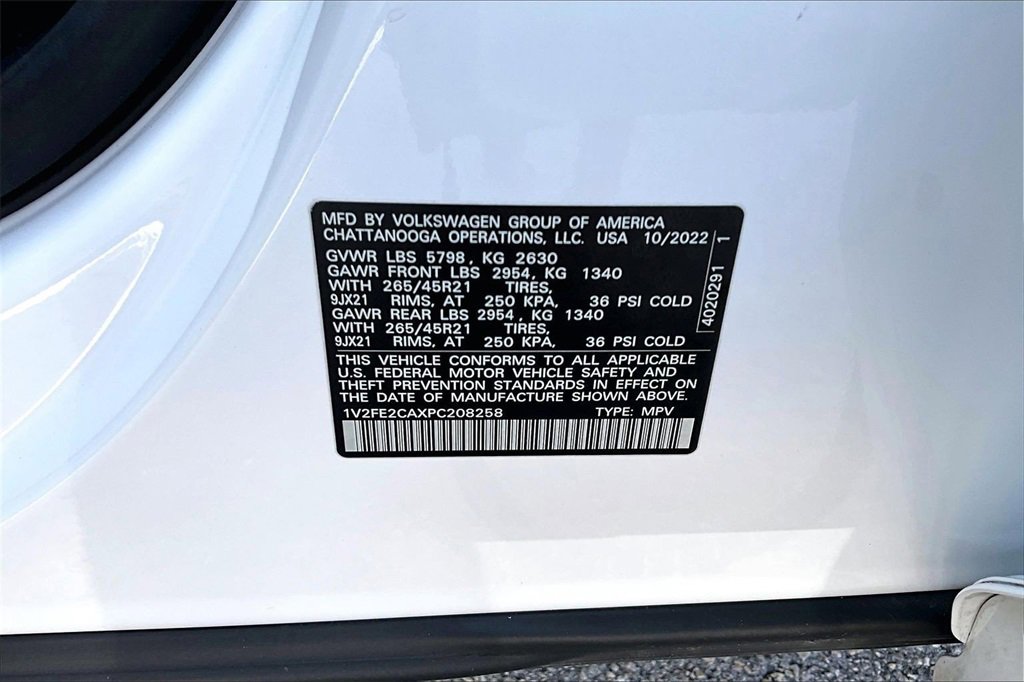 MFD BY VOLKSWAGEN GROUP OF AMERICA
CHATTANOOGA OPERATIONS, LLC. USA 10/2022
GVWR LBS 5798, KG 2630
GAWR FRONT LBS 2954, KG 1340
WITH 265/45R21 TIRES,
9JX21 RIMS, AT 250 KPA, 36 PSI COLD
GAWR REAR LBS 2954, KG 1340
WITH 265/45R21 TIRES,
9JX21 RIMS, AT 250 KPA, 36 PSI COLD
4020291 1
THIS VEHICLE CONFORMS TO ALL APPLICABLE
U.S. FEDERAL MOTOR VEHICLE SAFETY AND
THEFT PREVENTION STANDARDS IN EFFECT ON
THE DATE OF MANUFACTURE SHOWN ABOVE.
1V2FE2CAXPC208258 TYPE: MPV